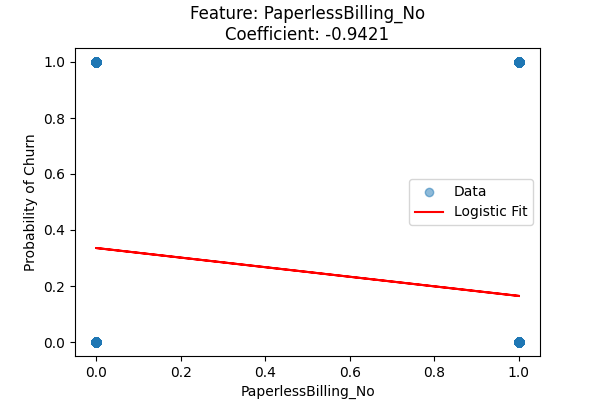 Feature: PaperlessBilling_No
Coefficient: -0.9421
Probability of Churn
1.0
0.8
0.6
0.4
0.2
0.0
Data
Logistic Fit
0.0 0.2 0.4 0.6 0.8 1.0
PaperlessBilling_No